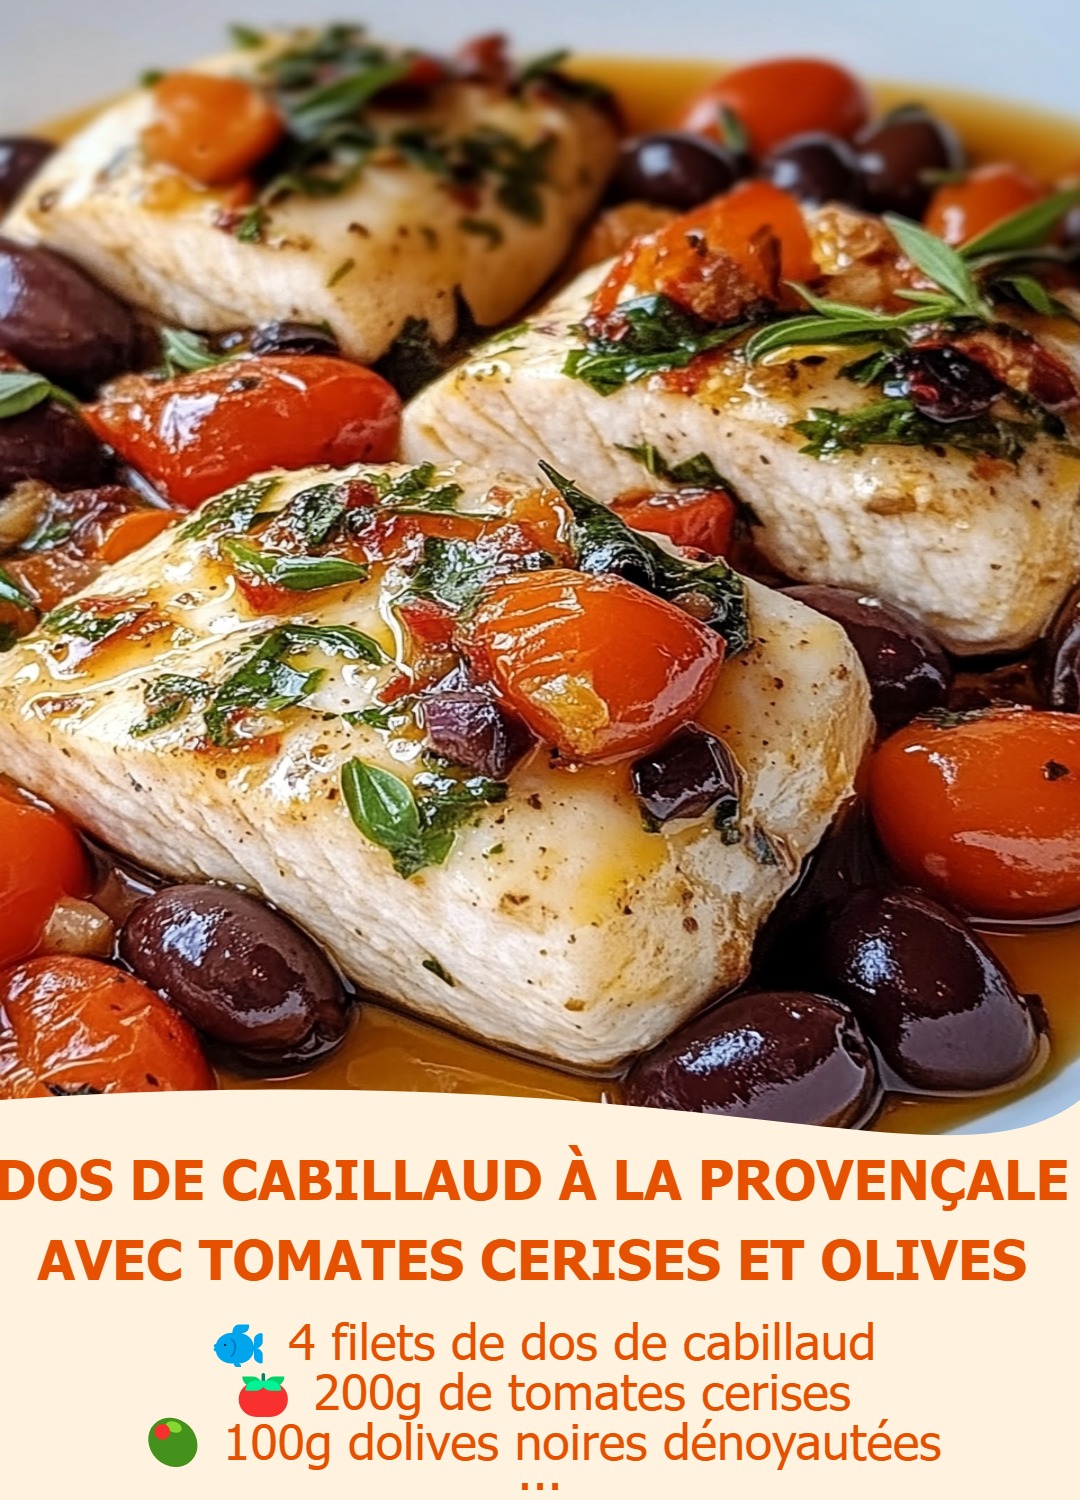 DOS DE CABILLAUD À LA PROVENÇALE
AVEC TOMATES CERISES ET OLIVES
4 filets de dos de cabillaud
200g de tomates cerises
100g dolives noires dénoyautées
...